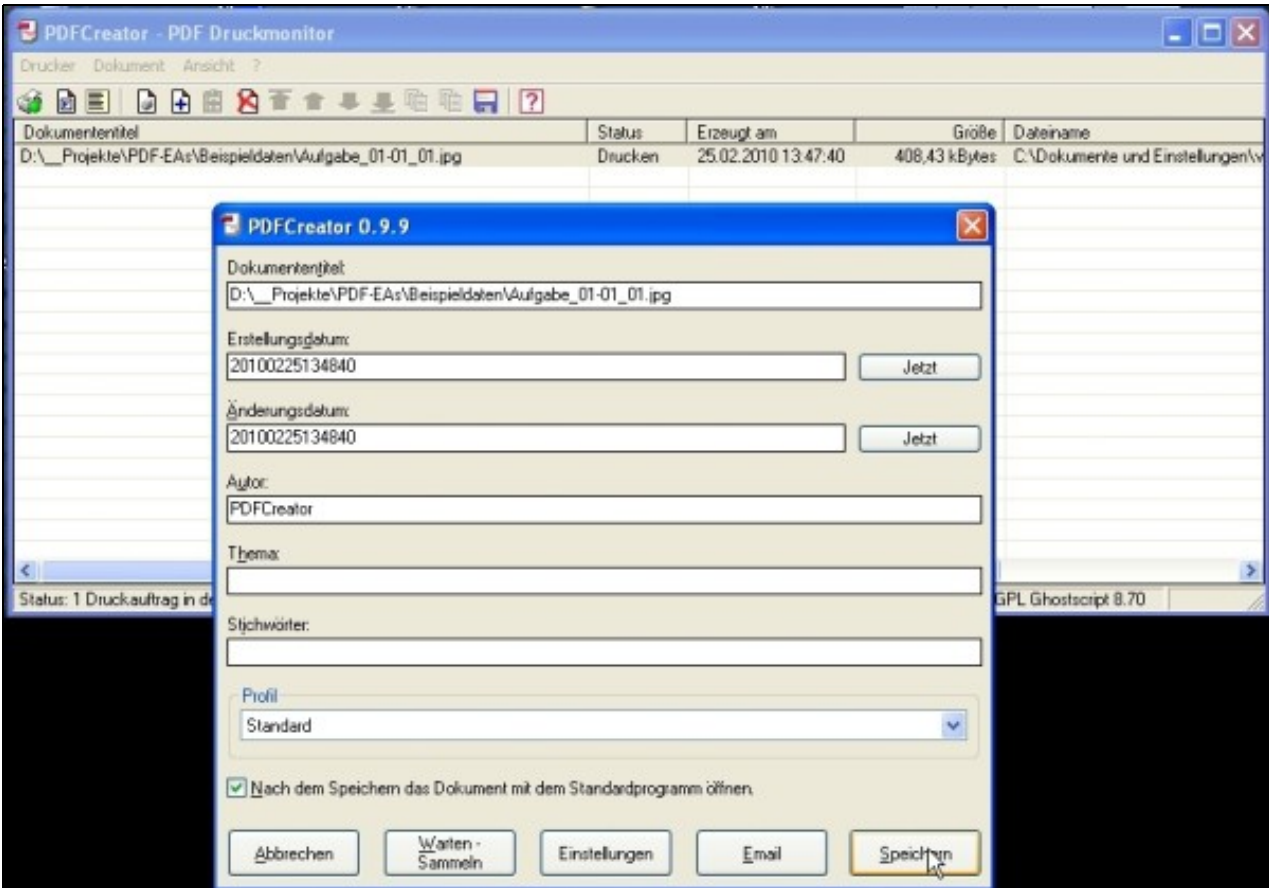 PDFCreator - PDF Druckmonitor
Drucker Dokument Ansicht ?
Dokumententitel Status Erzeugt am Größe Dateiname
D:\__Projekte\PDF-EAs\Beispieldaten\Aufgabe_01-01_01.jpg Drucken 25.02.2010 13:47:40 408,43 kBytes C:\Dokumente und Einstellungen\v
PDFCreator 0.9.9
Dokumententitel:
D:\__Projekte\PDF-EAs\Beispieldaten\Aufgabe_01-01_01.jpg
Erstellungsdatum:
20100225134840 Jetzt
Änderungsdatum:
20100225134840 Jetzt
Autor:
PDFCreator
Thema:
Status: 1 Druckauftrag in de GPL Ghostscript 8.70
Stichwörter:
Profil
Standard
Nach dem Speichern das Dokument mit dem Standardprogramm öffnen.
Abbrechen Warten - Sammeln Einstellungen Email Speichern